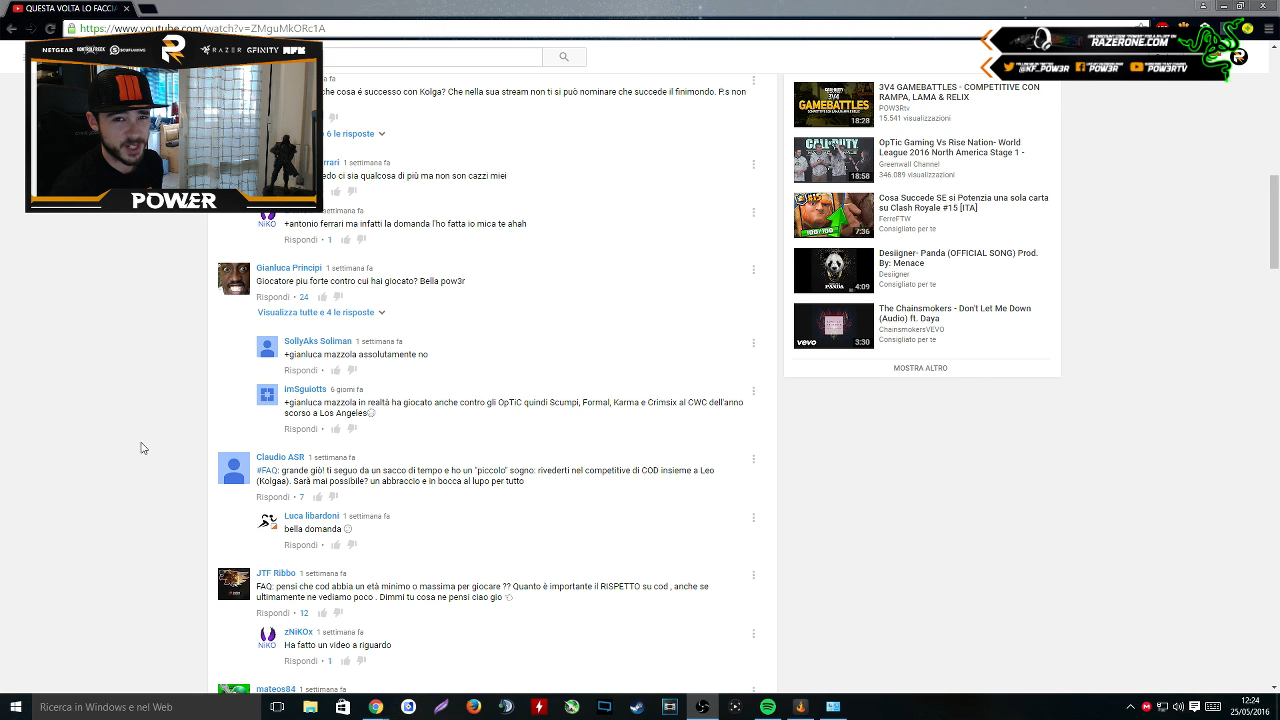 QUESTA VOLTA LO FACCI
https://www.youtube.com/watch?v=ZMguMkORc1A
NETGEAR
RAZER GFINITY
POWER
RAZERONE.COM
@KF_POW3R POW3R POW3RTV
che cosa è successo con Kolga? Che nella sua stream non ti si può nominare che succede il finimondo. P.s non
6 le risposte
rrari 1 settimana fa
edo ci sia qualcosa di più ma non son cazzi miei
settimana fa
+antonio ferrari ma infatti la domanda l'ho fatta io mica te ahah
Rispondi • 1
Gianluca Principi 1 settimana fa
Giocatore piu forte contro cui hai giocato? Bella pow3r
Rispondi • 24
Visualizza tutte e 4 le risposte
SollyAks Soliman 1 settimana fa
+gianluca mazzola assolutamente no
Rispondi •
imSguiotts 6 giorni fa
+gianluca mazzola in realtà ha giocato anche contro gli OpTiC quindi Scumpi, Formal, Karma e Crimsix al CWC dell'anno
scorso a Los Angeles
Rispondi •
Claudio ASR 1 settimana fa
#FAQ: grande giò! ti seguo da un sacco di tempo e ho un "piccolo" sogno: rivederti nel competitive di COD insieme a Leo
(Kolgaa). Sarà mai possibile? un abbraccio e in bocca al lupo per tutto
Rispondi • 7
Luca libardoni 1 settimana fa
bella domanda
Rispondi •
JTF Ribbo 1 settimana fa
FAQ: pensi che cod abbia un età minimo o massima per giocare ?? Quanto è importante il RISPETTO su cod , anche se
ultimamente ne vediamo poco . Dimmi tu cosa ne pensi ciao gio
Rispondi • 12
zNiKOx 1 settimana fa
NIKO
Ha fatto un video a riguardo
Rispondi • 1
mateos84 1 settimana fa
3V4 GAMEBATTLES - COMPETITIVE CON
RAMPA, LAMA & RELIX
POW3Rtv
15.541 visualizzazioni
18:28
OpTic Gaming Vs Rise Nation- World
League 2016 North America Stage 1 -
Greenwall Channel
346.089 visualizzazioni
18:58
Cosa Succede SE si Potenzia una sola carta
su Clash Royale #15 [ITA]
FerreFTW
Consigliato per te
7:36
Desiigner- Panda (OFFICIAL SONG) Prod.
By: Menace
Desiigner
Consigliato per te
4:09
The Chainsmokers - Don't Let Me Down
(Audio) ft. Daya
ChainsmokersVEVO
Consigliato per te
3:30
MOSTRA ALTRO
Ricerca in Windows e nel Web
12:24
25/05/2016